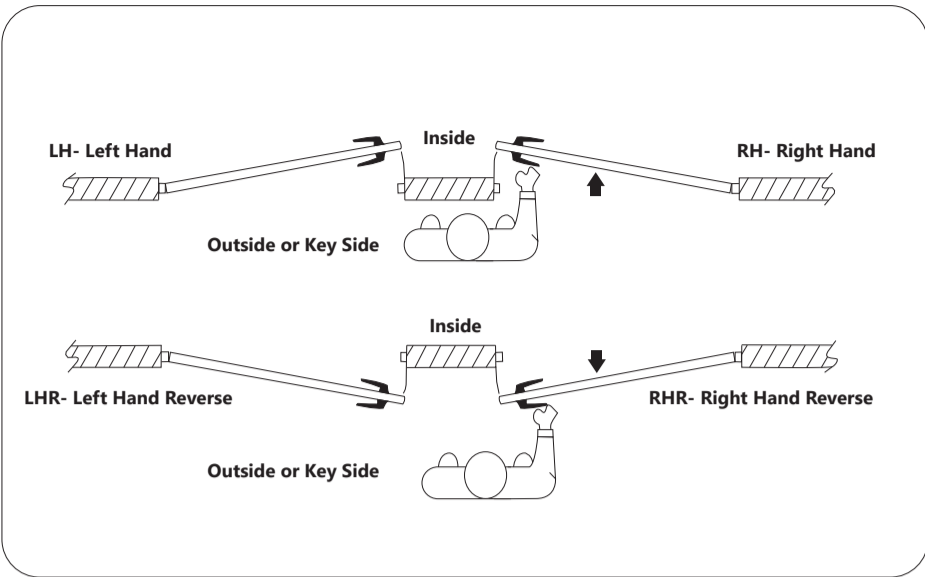 Inside
LH- Left Hand
RH- Right Hand
Outside or Key Side
Inside
LHR- Left Hand Reverse
RHR- Right Hand Reverse
Outside or Key Side